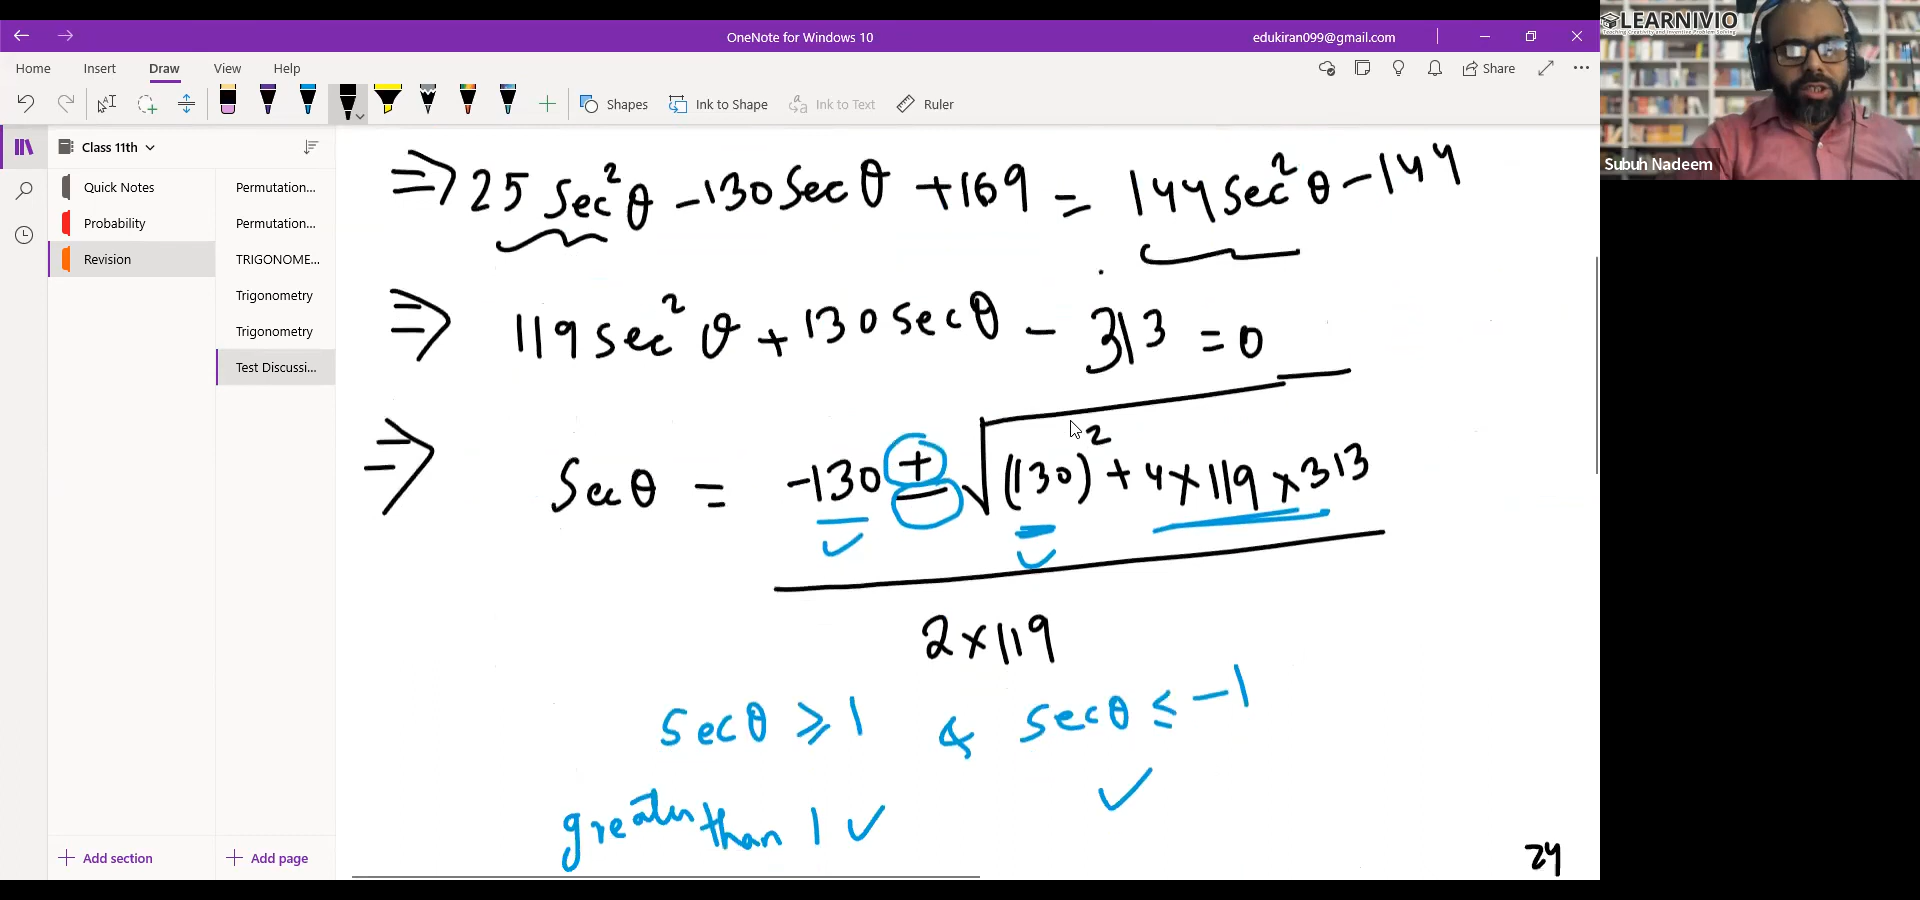 OneNote for Windows 10
edukiran099@gmail.com
LEARNIVIO
Home Insert Draw View Help
Share
Shapes Ink to Shape Ink to Text Ruler
Class 11th
Quick Notes
Probability
Revision
Permutation...
Permutation...
TRIGONOME...
Trigonometry
Trigonometry
Test Discussi...
Add section
Add page
Subuh Nadeem
⇒ 25 sec²θ - 130 secθ + 169 = 144 sec²θ - 144
⇒ 119 sec²θ + 130 secθ - 313 = 0
⇒ secθ = (-130 ± √((130)² + 4×119×313)) / (2×119)
secθ ≥ 1 & secθ ≤ -1
greater than 1 ✓ ✓
24